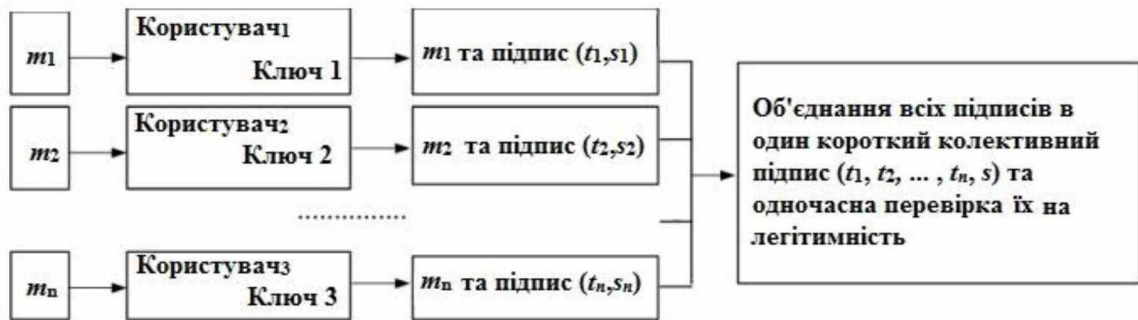 m1
Користувач1
Ключ 1
m1 та підпис (t1,s1)
m2
Користувач2
Ключ 2
m2 та підпис (t2,s2)
mn
Користувач3
Ключ 3
mn та підпис (tn,sn)
Об'єднання всіх підписів в
один короткий колективний
підпис (t1, t2, ... , tn, s) та
одночасна перевірка їх на
легітимність